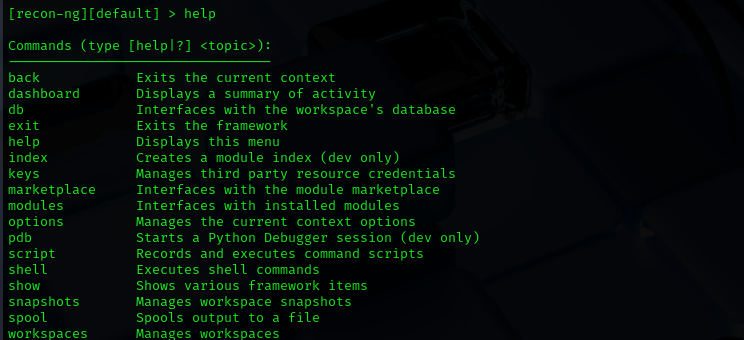 [recon-ng][default] > help
Commands (type [help|?] <topic>):
---------------------------------
back Exits the current context
dashboard Displays a summary of activity
db Interfaces with the workspace's database
exit Exits the framework
help Displays this menu
index Creates a module index (dev only)
keys Manages third party resource credentials
marketplace Interfaces with the module marketplace
modules Interfaces with installed modules
options Manages the current context options
pdb Starts a Python Debugger session (dev only)
script Records and executes command scripts
shell Executes shell commands
show Shows various framework items
snapshots Manages workspace snapshots
spool Spools output to a file
workspaces Manages workspaces